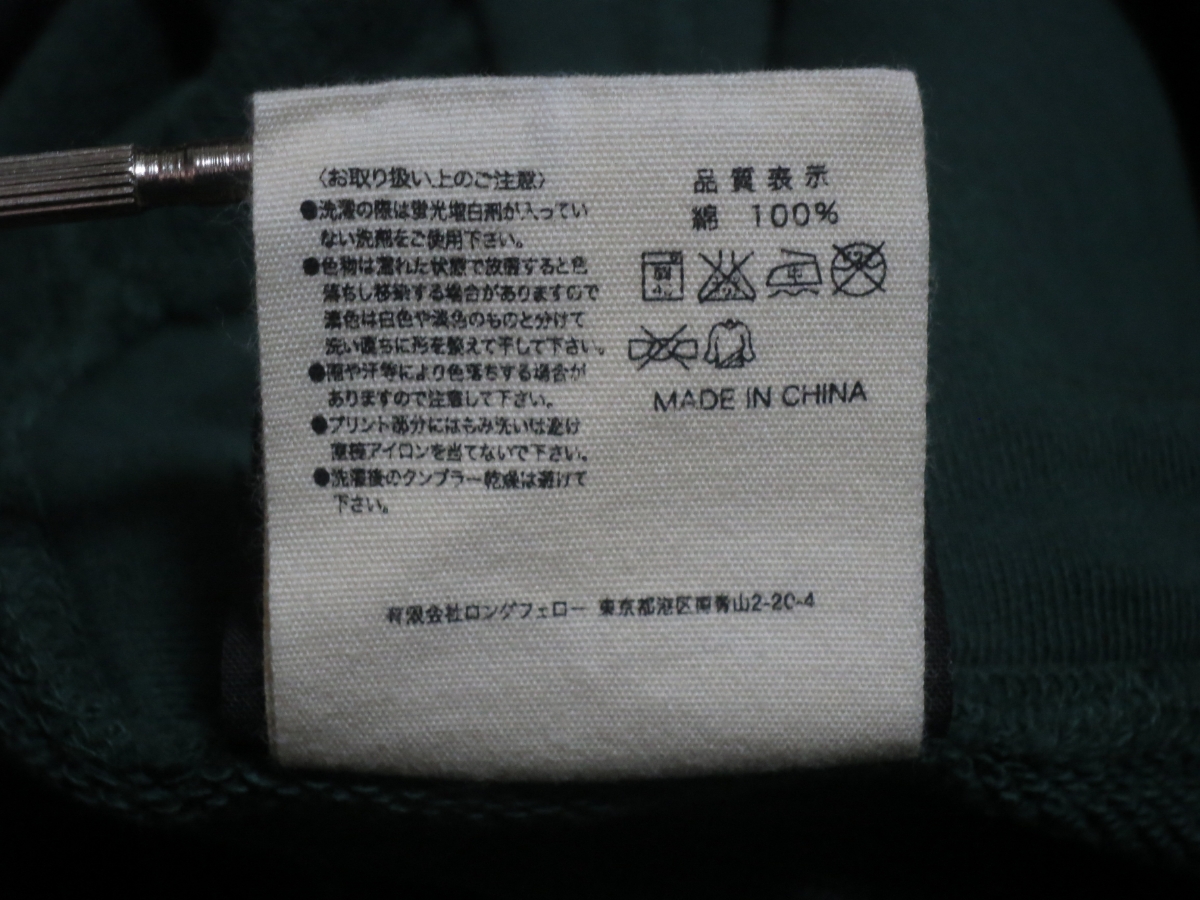 〈お取り扱い上のご注意〉
●洗濯の際は蛍光増白剤が入ってい
ない洗剤をご使用下さい。
●色物は濡れた状態で放置すると色
落ちし移染する場合がありますので
濃色は白色や淡色のものと分けて
洗い直ちに形を整えて干して下さい。
●雨や汗等により色落ちする場合が
ありますので注意して下さい。
●プリント部分にはもみ洗いは避け
直接アイロンを当てないで下さい。
●洗濯後のタンブラー乾燥は避けて
下さい。
品質表示
綿 100%
中
MADE IN CHINA
有限会社ロングフェロー 東京都港区南青山2-20-4